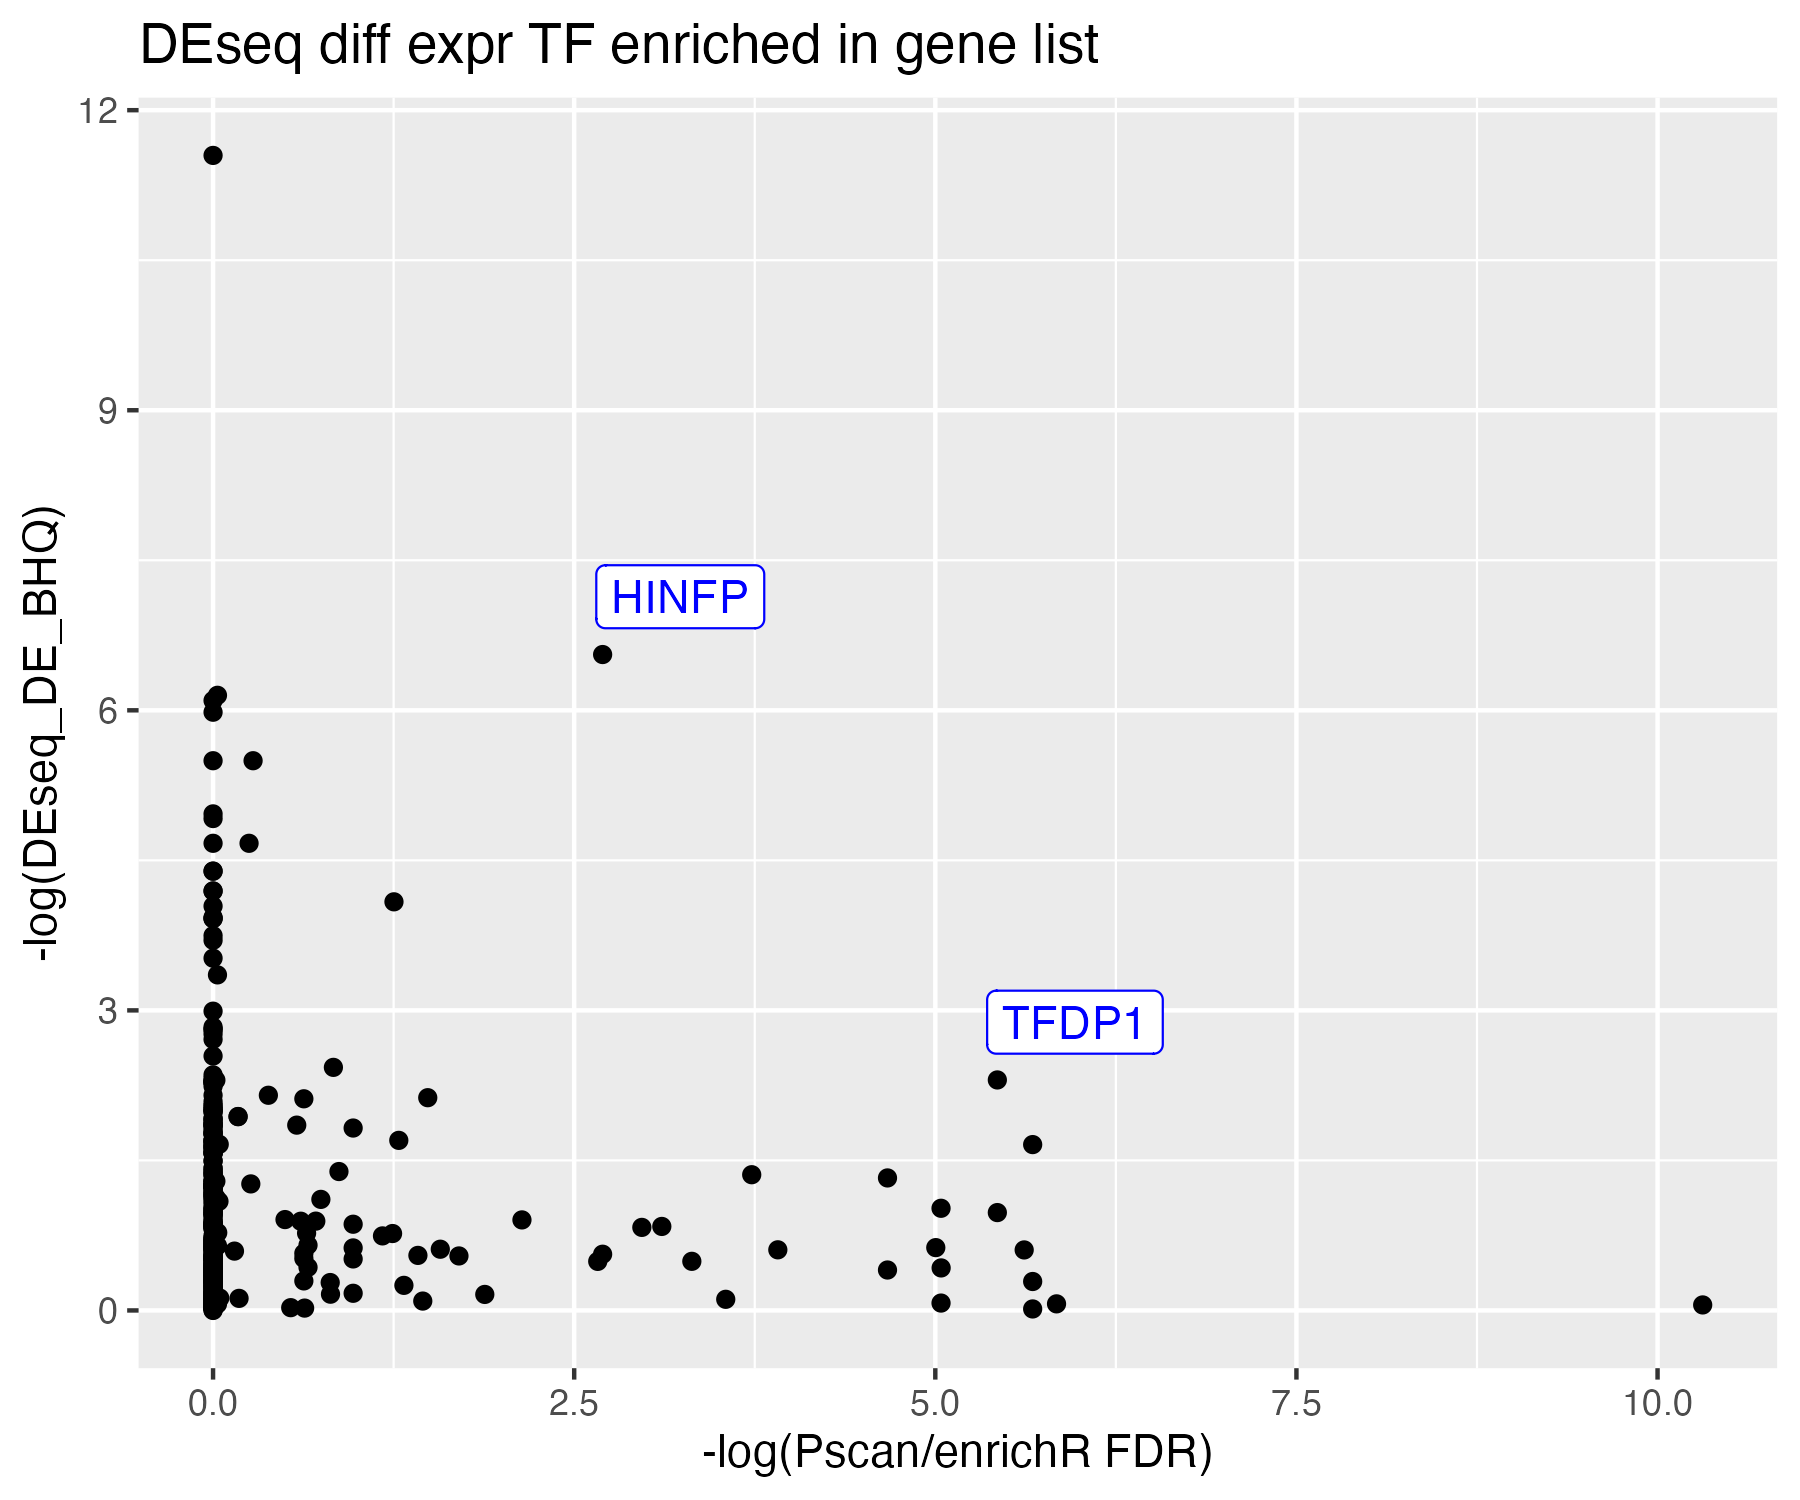 DEseq diff expr TF enriched in gene list
12
9
6
3
0
-log(DEseq_DE_BHQ)
HINFP
TFDP1
0.0 2.5 5.0 7.5 10.0
-log(Pscan/enrichR FDR)